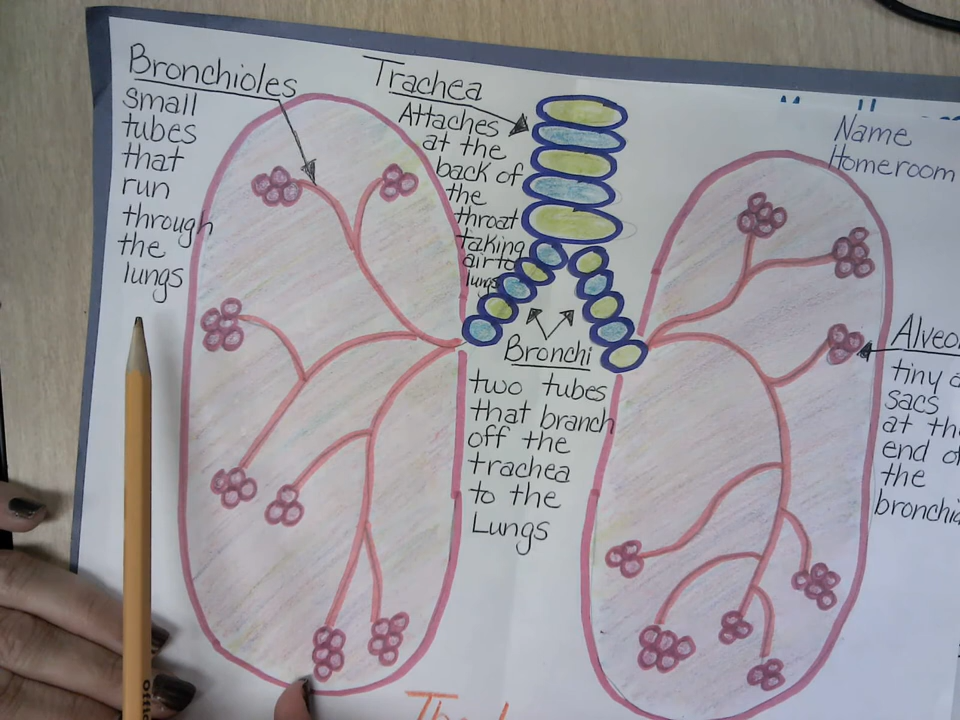 Bronchioles
small
tubes
that
run
through
the
lungs
Trachea
Attaches
at the
back of
the
throat
taking
air to
lungs
Bronchi
two tubes
that branch
off the
trachea
to the
Lungs
Name
Homeroom
Alveo
tiny a
sacs
at th
end of
the
bronchio